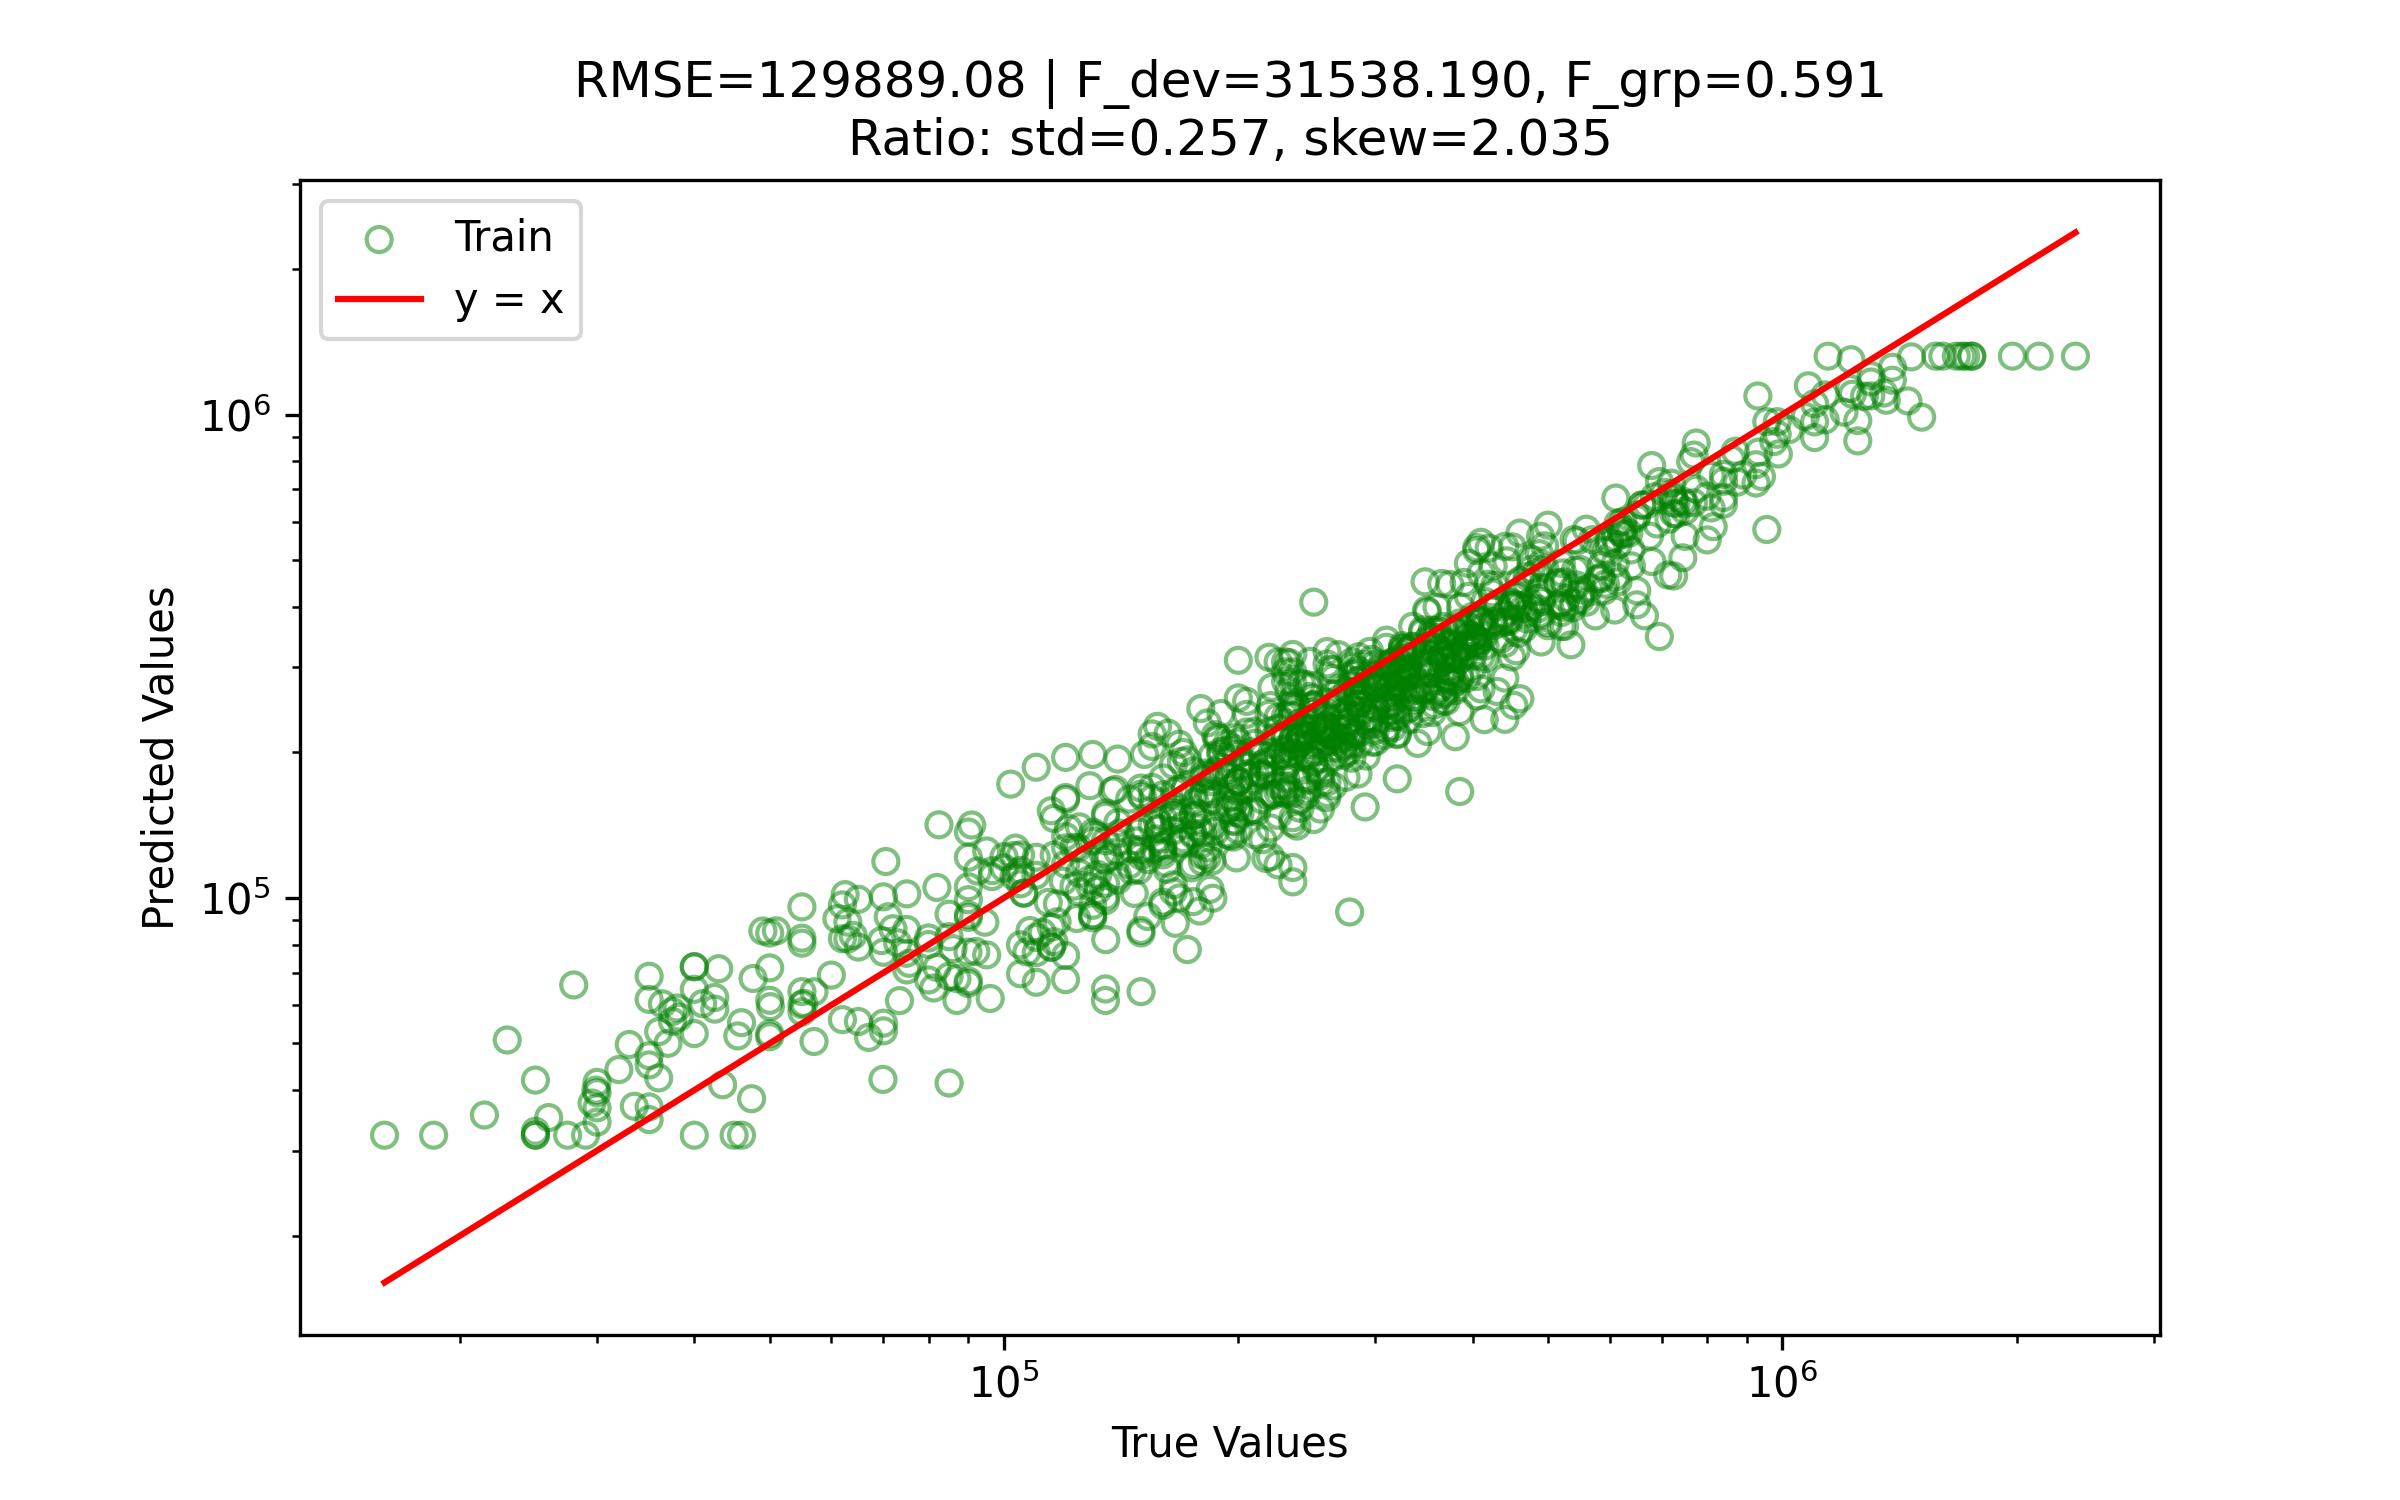 RMSE=129889.08 | F_dev=31538.190, F_grp=0.591
Ratio: std=0.257, skew=2.035
Train
y = x
10⁶
10⁵
Predicted Values
10⁵
10⁶
True Values